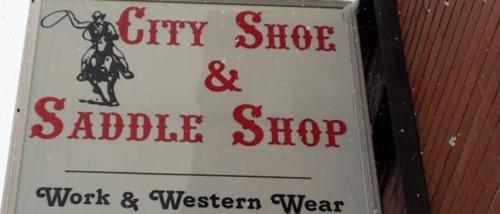 City Shoe
&
Saddle Shop
Work & Western Wear